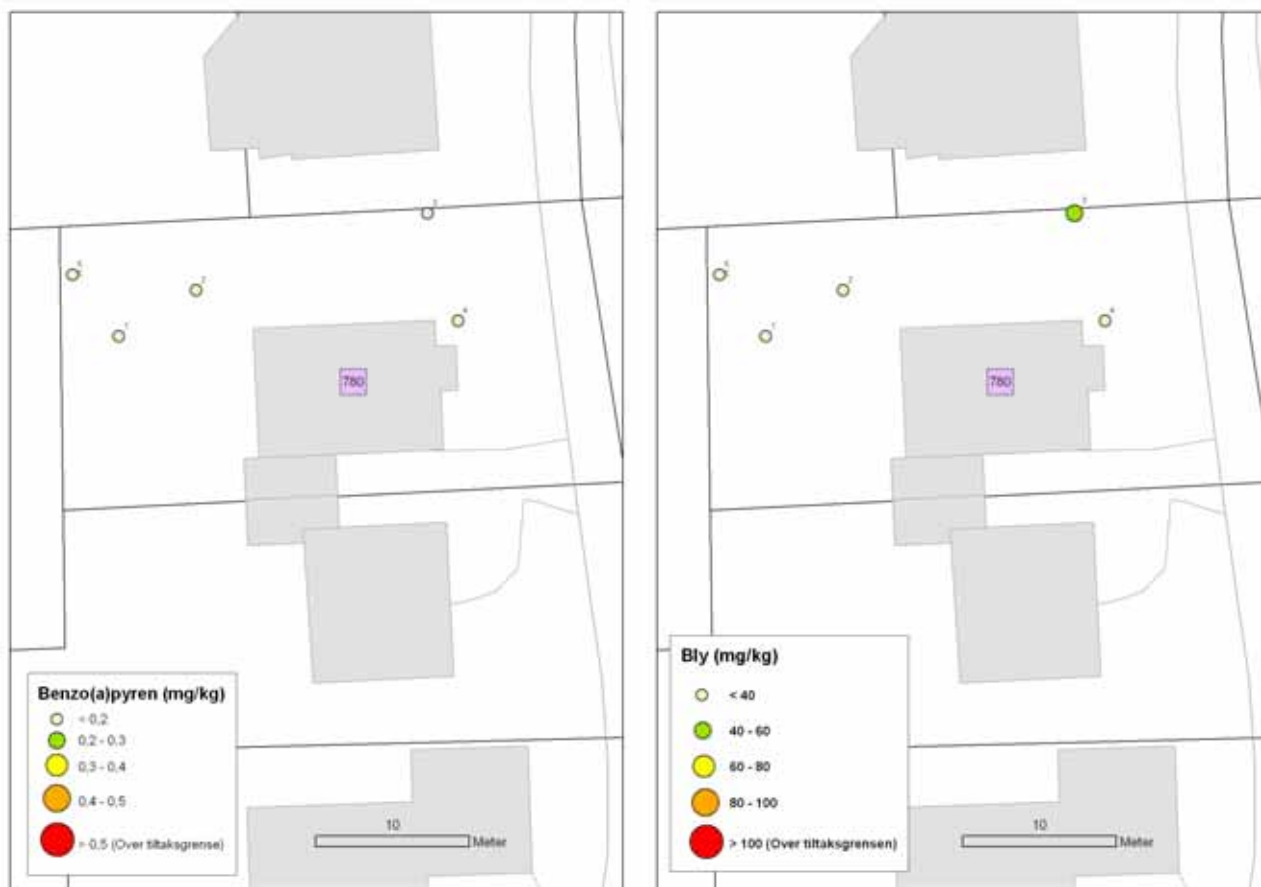 780
Benzo(a)pyren (mg/kg)
< 0,2
0,2 - 0,3
0,3 - 0,4
0,4 - 0,5
> 0,5 (Over tiltaksgrense)
10
Meter
780
Bly (mg/kg)
< 40
40 - 60
60 - 80
80 - 100
> 100 (Over tiltaksgrensen)
10
Meter